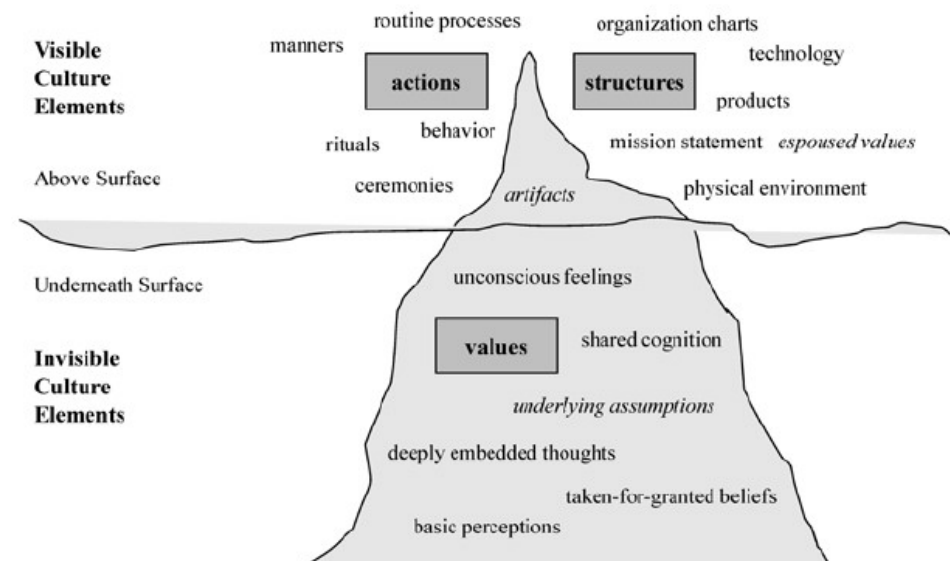 routine processes
organization charts
Visible
Culture
Elements
manners
technology
actions
structures
products
behavior
rituals
mission statement espoused values
Above Surface
ceremonies
artifacts
physical environment
Underneath Surface
unconscious feelings
Invisible
Culture
Elements
values
shared cognition
underlying assumptions
deeply embedded thoughts
taken-for-granted beliefs
basic perceptions